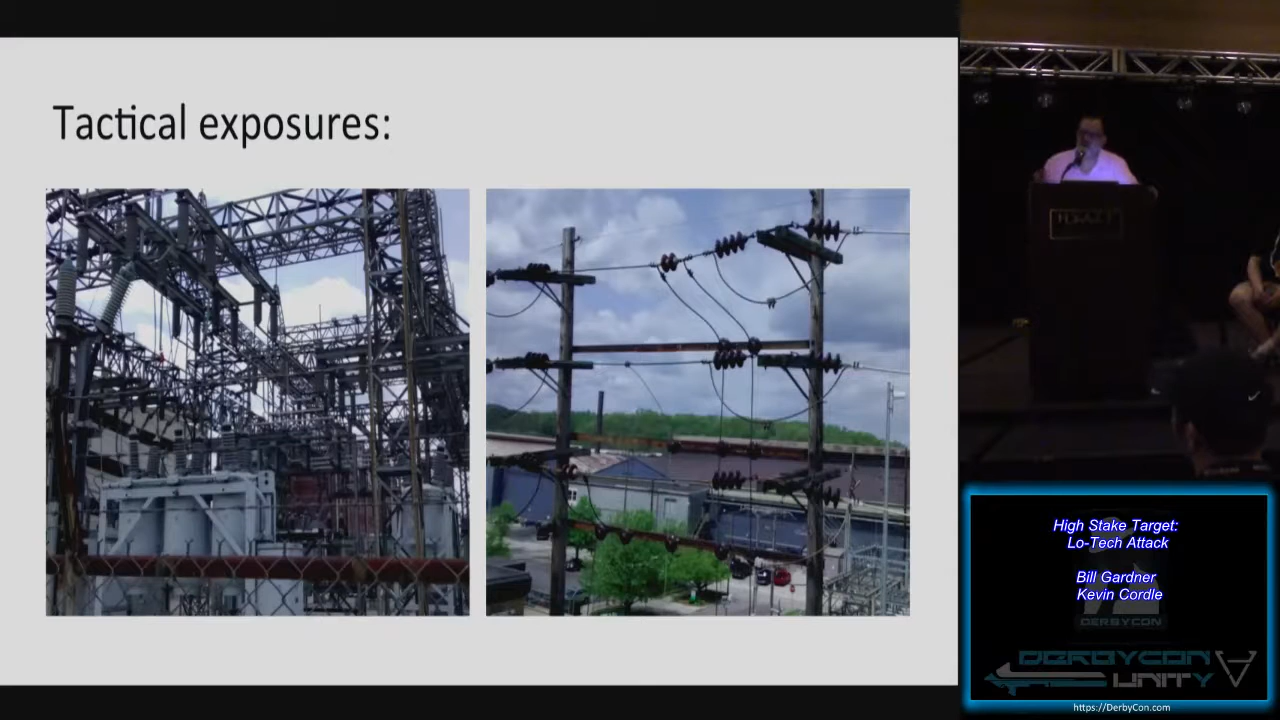 Tactical exposures:
High Stake Target:
Lo-Tech Attack
Bill Gardner
Kevin Cordle
DERBYCON
DERBYCON
UNITY
https://DerbyCon.com